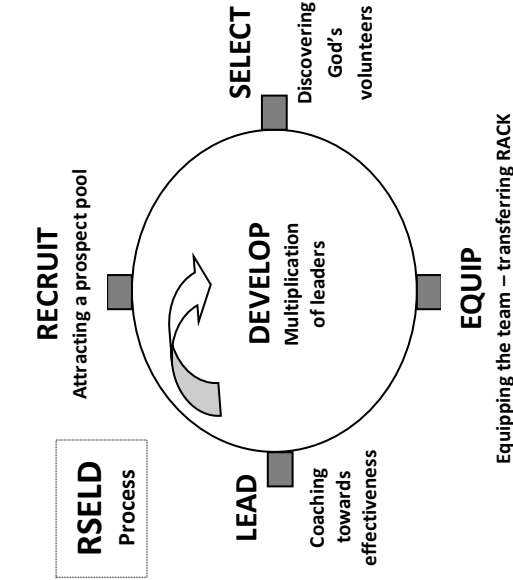 RSELD
Process
RECRUIT
Attracting a prospect pool
SELECT
Discovering
God's
volunteers
DEVELOP
Multiplication
of leaders
LEAD
Coaching
towards
effectiveness
EQUIP
Equipping the team – transferring RACK